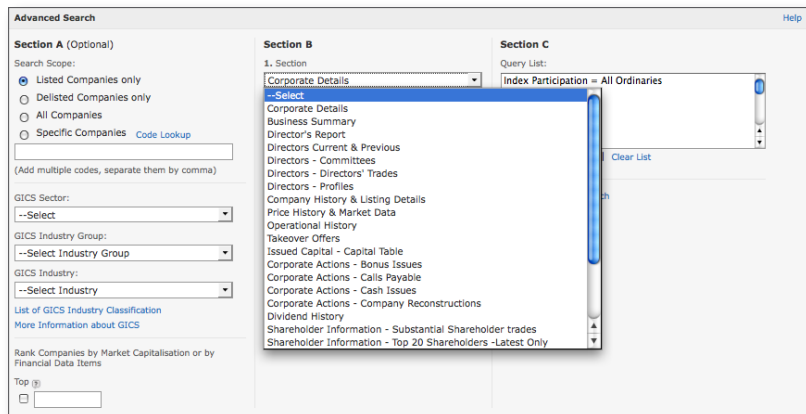 Advanced Search
Help
Section A (Optional)
Search Scope:
Listed Companies only
Delisted Companies only
All Companies
Specific Companies Code Lookup
(Add multiple codes, separate them by comma)
GICS Sector:
--Select
GICS Industry Group:
--Select Industry Group
GICS Industry:
--Select Industry
List of GICS Industry Classification
More Information about GICS
Rank Companies by Market Capitalisation or by
Financial Data Items
Top ?
Section B
1. Section
Corporate Details
--Select
Corporate Details
Business Summary
Director's Report
Directors Current & Previous
Directors - Committees
Directors - Directors' Trades
Directors - Profiles
Company History & Listing Details
Price History & Market Data
Operational History
Takeover Offers
Issued Capital - Capital Table
Corporate Actions - Bonus Issues
Corporate Actions - Calls Payable
Corporate Actions - Cash Issues
Corporate Actions - Company Reconstructions
Dividend History
Shareholder Information - Substantial Shareholder trades
Shareholder Information - Top 20 Shareholders -Latest Only
Section C
Query List:
Index Participation = All Ordinaries
Clear List